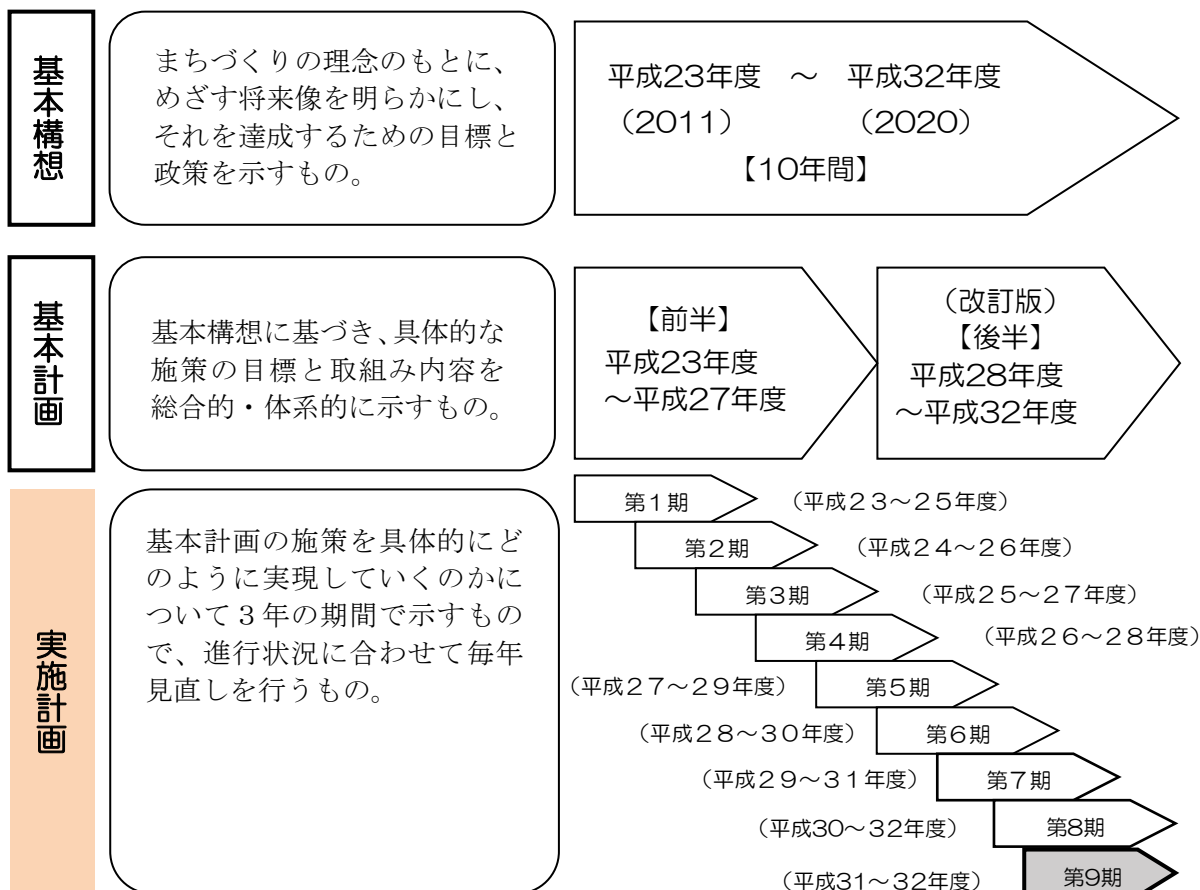 基本構想
まちづくりの理念のもとに、
めざす将来像を明らかにし、
それを達成するための目標と
政策を示すもの。
平成23年度 ～ 平成32年度
（2011） （2020）
【10年間】
基本計画
基本構想に基づき、具体的な
施策の目標と取組み内容を
総合的・体系的に示すもの。
【前半】
平成23年度
～平成27年度
（改訂版）
【後半】
平成28年度
～平成32年度
実施計画
基本計画の施策を具体的にど
のように実現していくのかに
ついて３年の期間で示すもの
で、進行状況に合わせて毎年
見直しを行うもの。
第１期 （平成２３～２５年度）
第２期 （平成２４～２６年度）
第３期 （平成２５～２７年度）
第４期 （平成２６～２８年度）
（平成２７～２９年度） 第５期
（平成２８～３０年度） 第６期
（平成２９～３１年度） 第７期
（平成30～32年度） 第8期
（平成31～32年度） 第9期